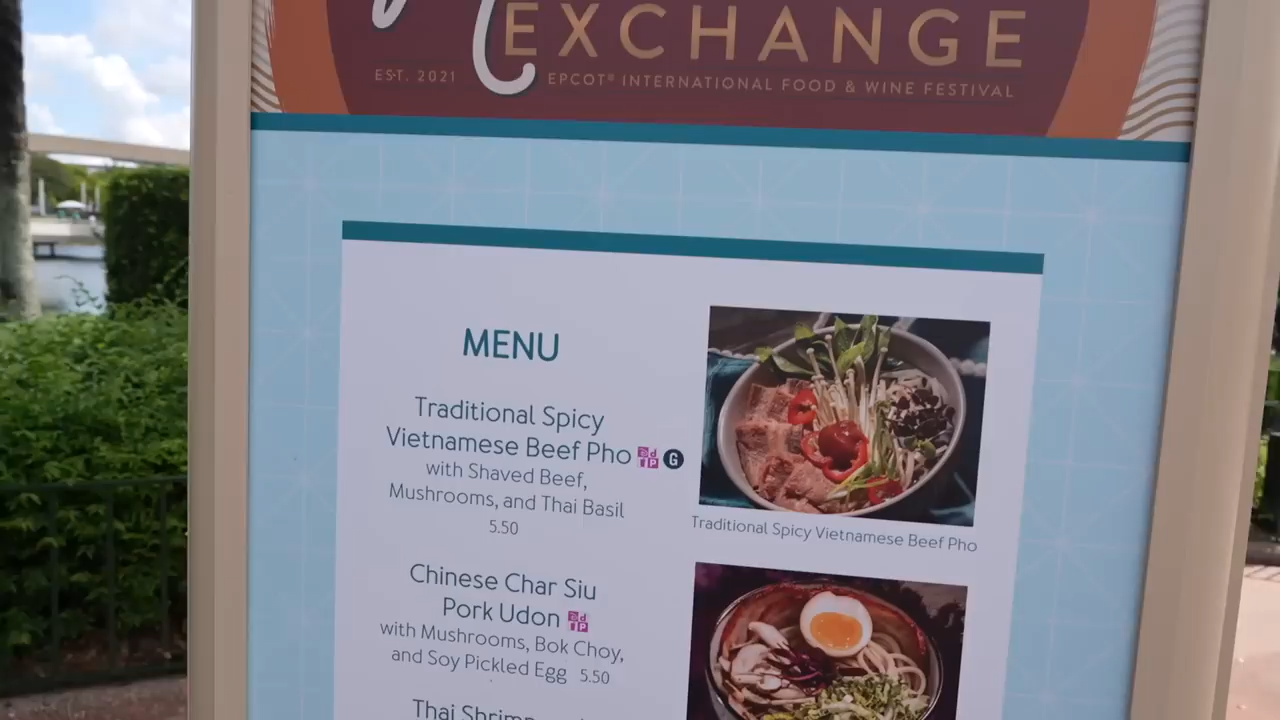 EXCHANGE
EST. 2021
EPCOT® INTERNATIONAL FOOD & WINE FESTIVAL
MENU
Traditional Spicy
Vietnamese Beef Pho G
with Shaved Beef,
Mushrooms, and Thai Basil
5.50
Traditional Spicy Vietnamese Beef Pho
Chinese Char Siu
Pork Udon
with Mushrooms, Bok Choy,
and Soy Pickled Egg 5.50
Thai Shrimp